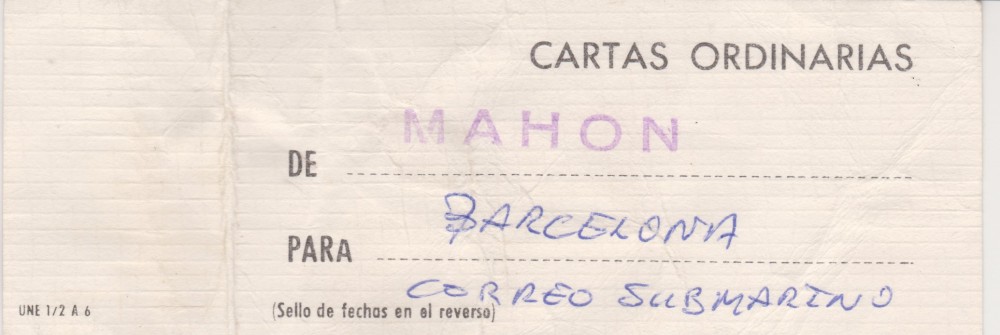 CARTAS ORDINARIAS
DE MAHON
PARA BARCELONA
CORREO SUBMARINO
UNE 1/2 A 6 (Sello de fechas en el reverso)